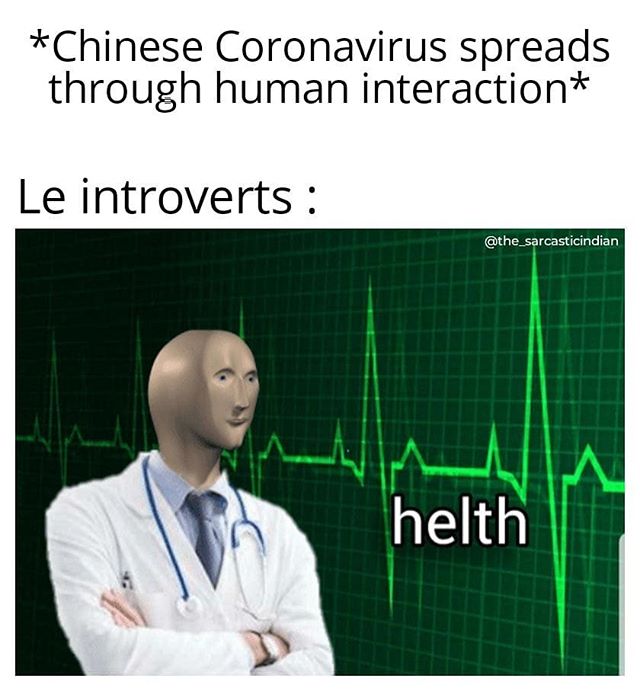 *Chinese Coronavirus spreads
through human interaction*
Le introverts :
@the_sarcasticindian
helth